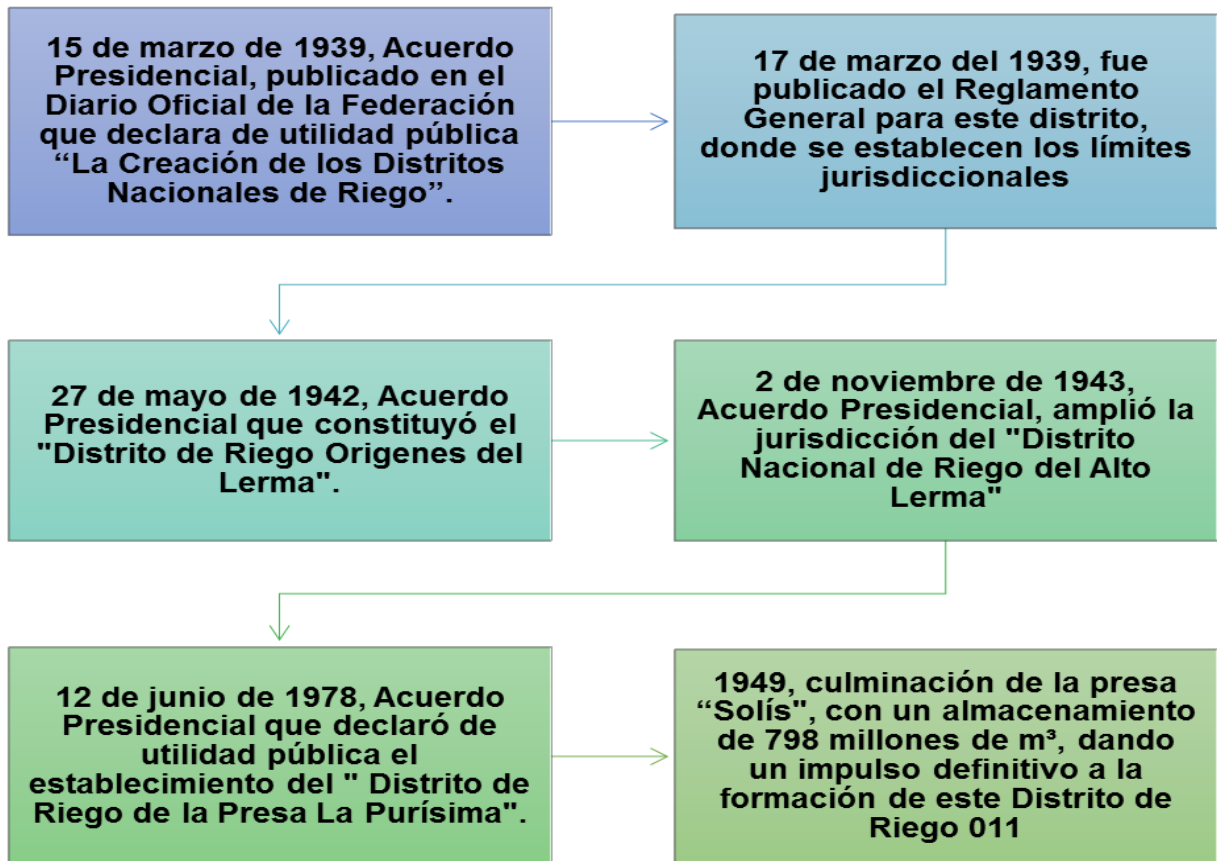 15 de marzo de 1939, Acuerdo
Presidencial, publicado en el
Diario Oficial de la Federación
que declara de utilidad pública
“La Creación de los Distritos
Nacionales de Riego”.
17 de marzo del 1939, fue
publicado el Reglamento
General para este distrito,
donde se establecen los límites
jurisdiccionales
27 de mayo de 1942, Acuerdo
Presidencial que constituyó el
"Distrito de Riego Origenes del
Lerma".
2 de noviembre de 1943,
Acuerdo Presidencial, amplió la
jurisdicción del "Distrito
Nacional de Riego del Alto
Lerma"
12 de junio de 1978, Acuerdo
Presidencial que declaró de
utilidad pública el
establecimiento del " Distrito de
Riego de la Presa La Purísima".
1949, culminación de la presa
“Solís", con un almacenamiento
de 798 millones de m³, dando
un impulso definitivo a la
formación de este Distrito de
Riego 011